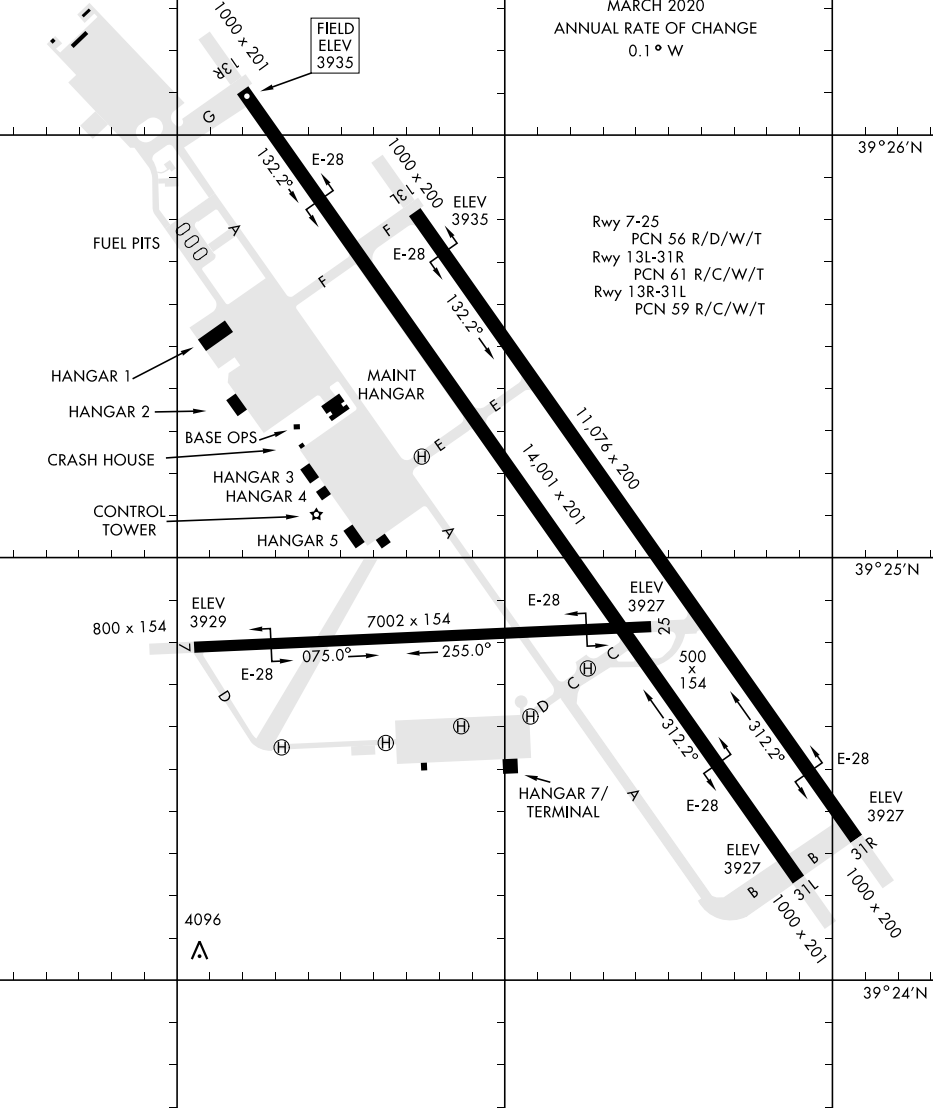 MARCH 2020
ANNUAL RATE OF CHANGE
0.1° W
1000 x 201
FIELD
ELEV
3935
13R
G
39°26'N
1000 x 200
13L
E-28
132.2°
ELEV
3935
Rwy 7-25
PCN 56 R/D/W/T
Rwy 13L-31R
PCN 61 R/C/W/T
Rwy 13R-31L
PCN 59 R/C/W/T
A
F
FUEL PITS
E-28
F
132.2°
HANGAR 1
MAINT
HANGAR
HANGAR 2
E
11,076 x 200
BASE OPS
E
H
CRASH HOUSE
HANGAR 3
HANGAR 4
14,001 x 201
CONTROL
TOWER
HANGAR 5
A
39°25'N
ELEV
3929
E-28
ELEV
3927
800 x 154
7002 x 154
25
7
075.0°
255.0°
E-28
C
500
x
154
H
C
D
D
H
H
H
H
312.2°
312.2°
E-28
HANGAR 7/
TERMINAL
A
E-28
ELEV
3927
ELEV
3927
31R
B
B
31L
1000 x 200
1000 x 201
4096
39°24'N